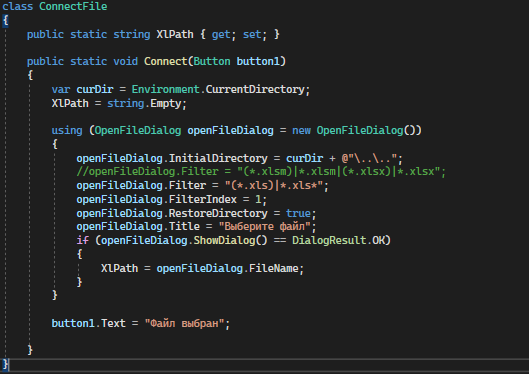 class ConnectFile
{
public static string XlPath { get; set; }
public static void Connect(Button button1)
{
var curDir = Environment.CurrentDirectory;
XlPath = string.Empty;
using (OpenFileDialog openFileDialog = new OpenFileDialog())
{
openFileDialog.InitialDirectory = curDir + @"\..\..";
//openFileDialog.Filter = "(*.xlsm)|*.xlsm|(*.xlsx)|*.xlsx";
openFileDialog.Filter = "(*.xls)|*.xls*";
openFileDialog.FilterIndex = 1;
openFileDialog.RestoreDirectory = true;
openFileDialog.Title = "Выберите файл";
if (openFileDialog.ShowDialog() == DialogResult.OK)
{
XlPath = openFileDialog.FileName;
}
}
button1.Text = "Файл выбран";
}
}